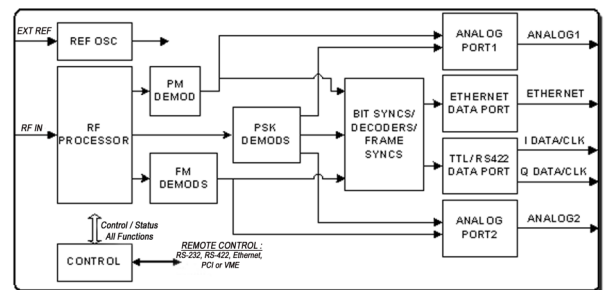 EXT REF
REF OSC
RF IN
RF
PROCESSOR
PM
DEMOD
PSK
DEMODS
FM
DEMODS
BIT SYNCS/
DECODERS/
FRAME
SYNCS
ANALOG
PORT1
ANALOG1
ETHERNET
DATA PORT
ETHERNET
TTL/RS422
DATA PORT
I DATA/CLK
Q DATA/CLK
ANALOG
PORT2
ANALOG2
Control / Status
All Functions
CONTROL
REMOTE CONTROL :
RS-232, RS-422, Ethernet,
PCI or VME